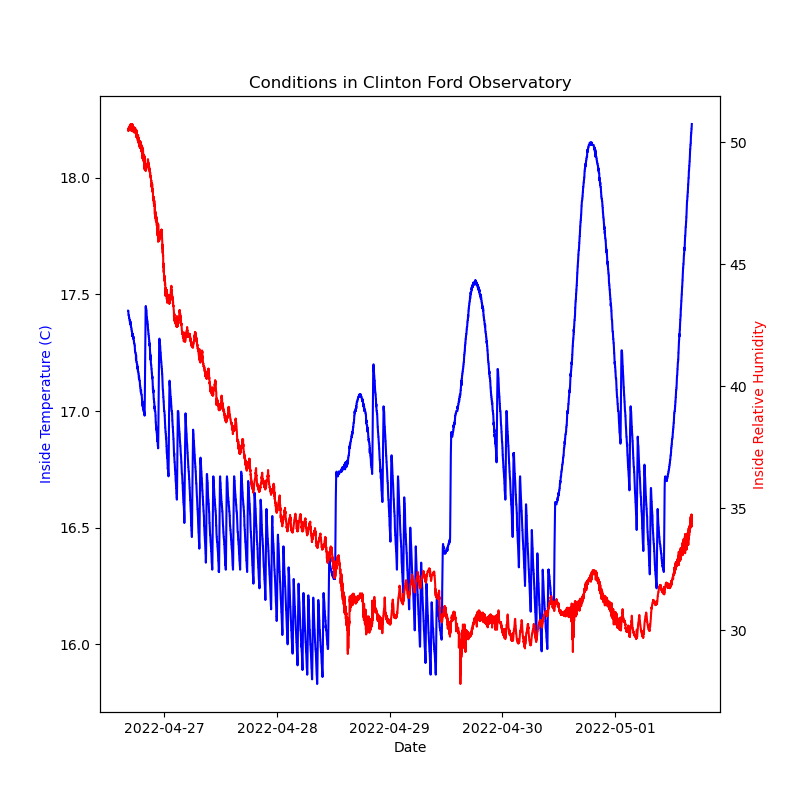 Conditions in Clinton Ford Observatory
Inside Temperature (C)
18.0
17.5
17.0
16.5
16.0
50
45
40
35
30
Inside Relative Humidity
2022-04-27 2022-04-28 2022-04-29 2022-04-30 2022-05-01
Date